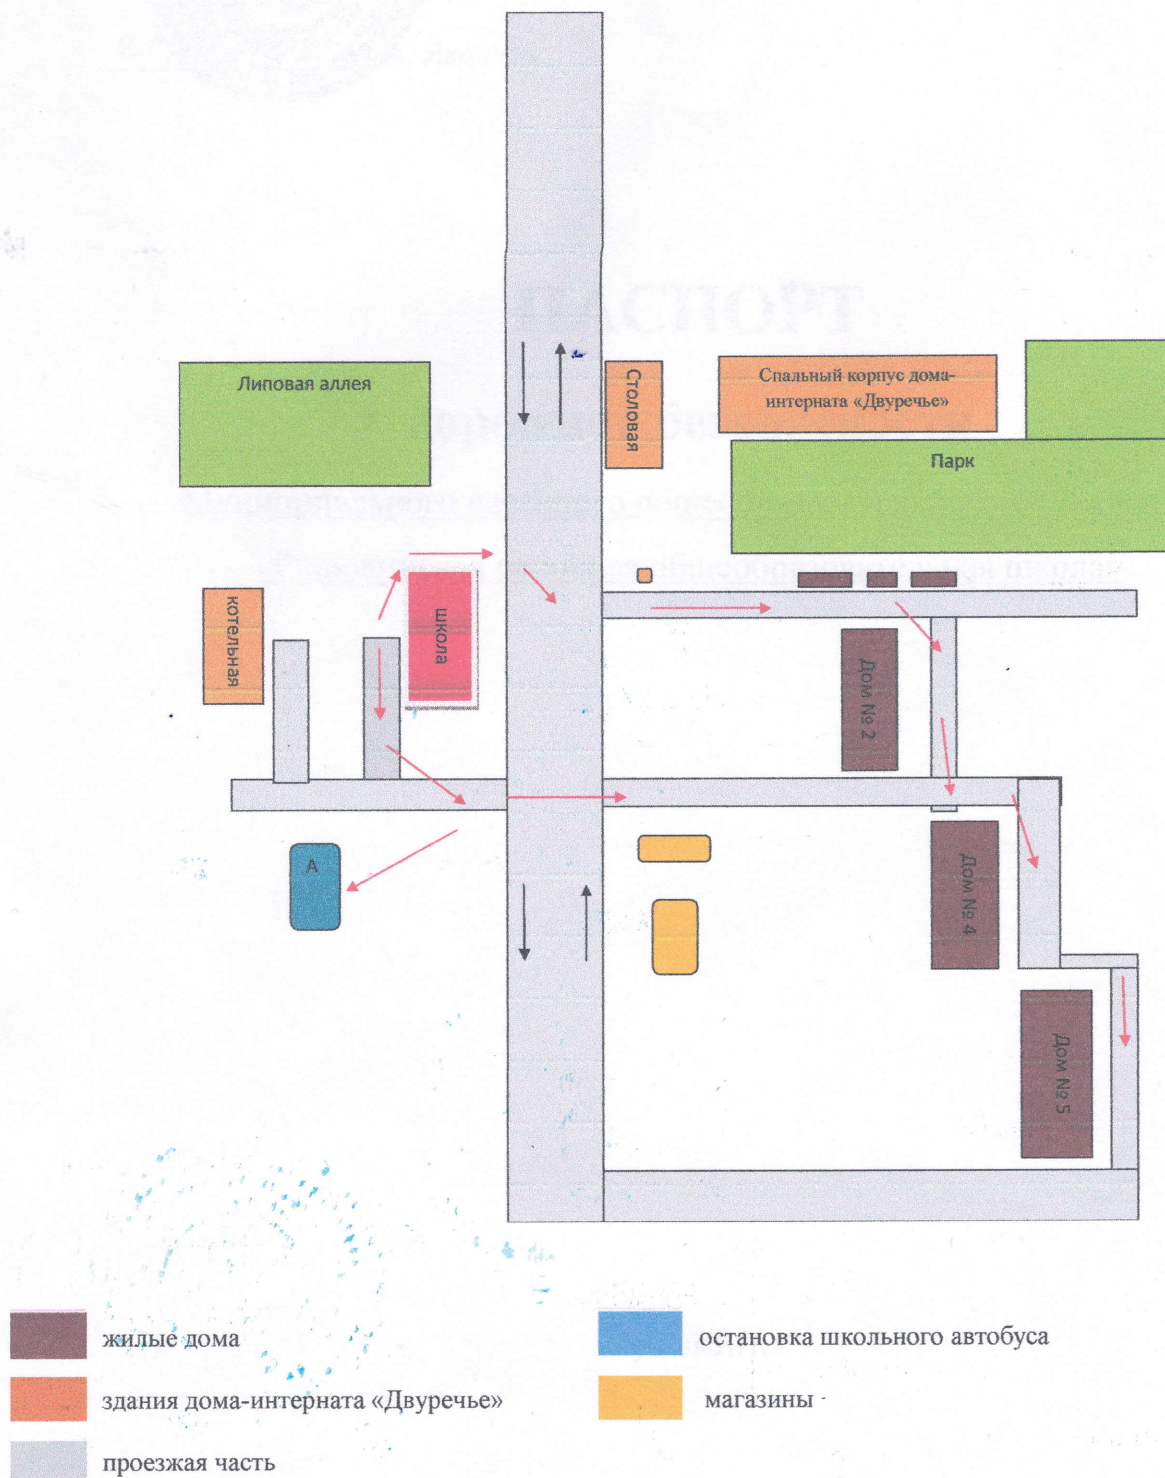 Липовая аллея
Столовая
Спальный корпус дома-
интерната «Двуречье»
Парк
котельная
школа
Дом № 2
А
Дом № 4
Дом № 5
жилые дома
остановка школьного автобуса
здания дома-интерната «Двуречье»
магазины
проезжая часть
ПАСПОРТ